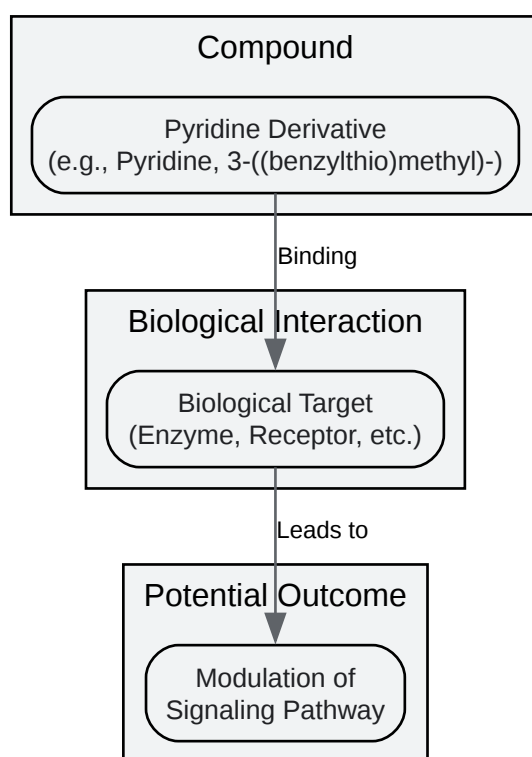 Compound
Pyridine Derivative
(e.g., Pyridine, 3-((benzylthio)methyl)-)
Binding
Biological Interaction
Biological Target
(Enzyme, Receptor, etc.)
Leads to
Potential Outcome
Modulation of
Signaling Pathway